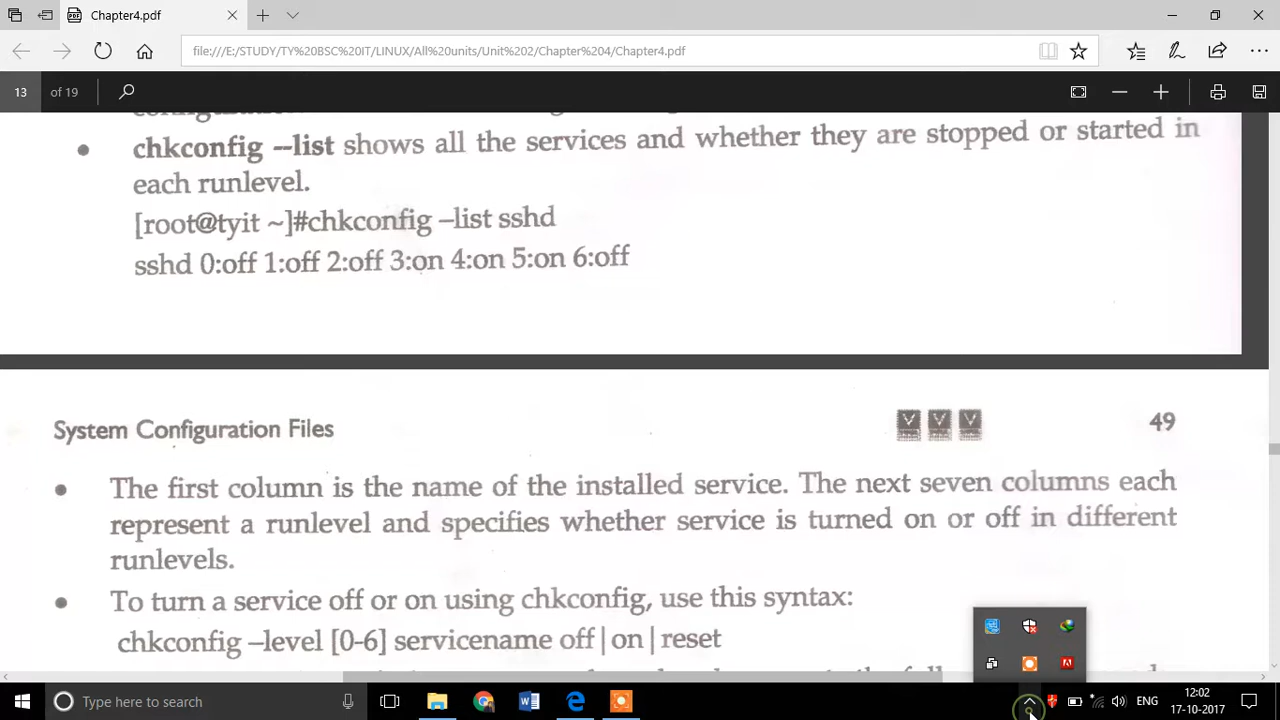 Chapter4.pdf
file:///E:/STUDY/TY%20BSC%20IT/LINUX/All%20units/Unit%202/Chapter%204/Chapter4.pdf
13 of 19
chkconfig --list shows all the services and whether they are stopped or started in
each runlevel.
[root@tyit ~]#chkconfig –list sshd
sshd 0:off 1:off 2:off 3:on 4:on 5:on 6:off
System Configuration Files 49
The first column is the name of the installed service. The next seven columns each
represent a runlevel and specifies whether service is turned on or off in different
runlevels.
To turn a service off or on using chkconfig, use this syntax:
chkconfig –level [0-6] servicename off|on|reset
Type here to search
ENG
12:02
17-10-2017